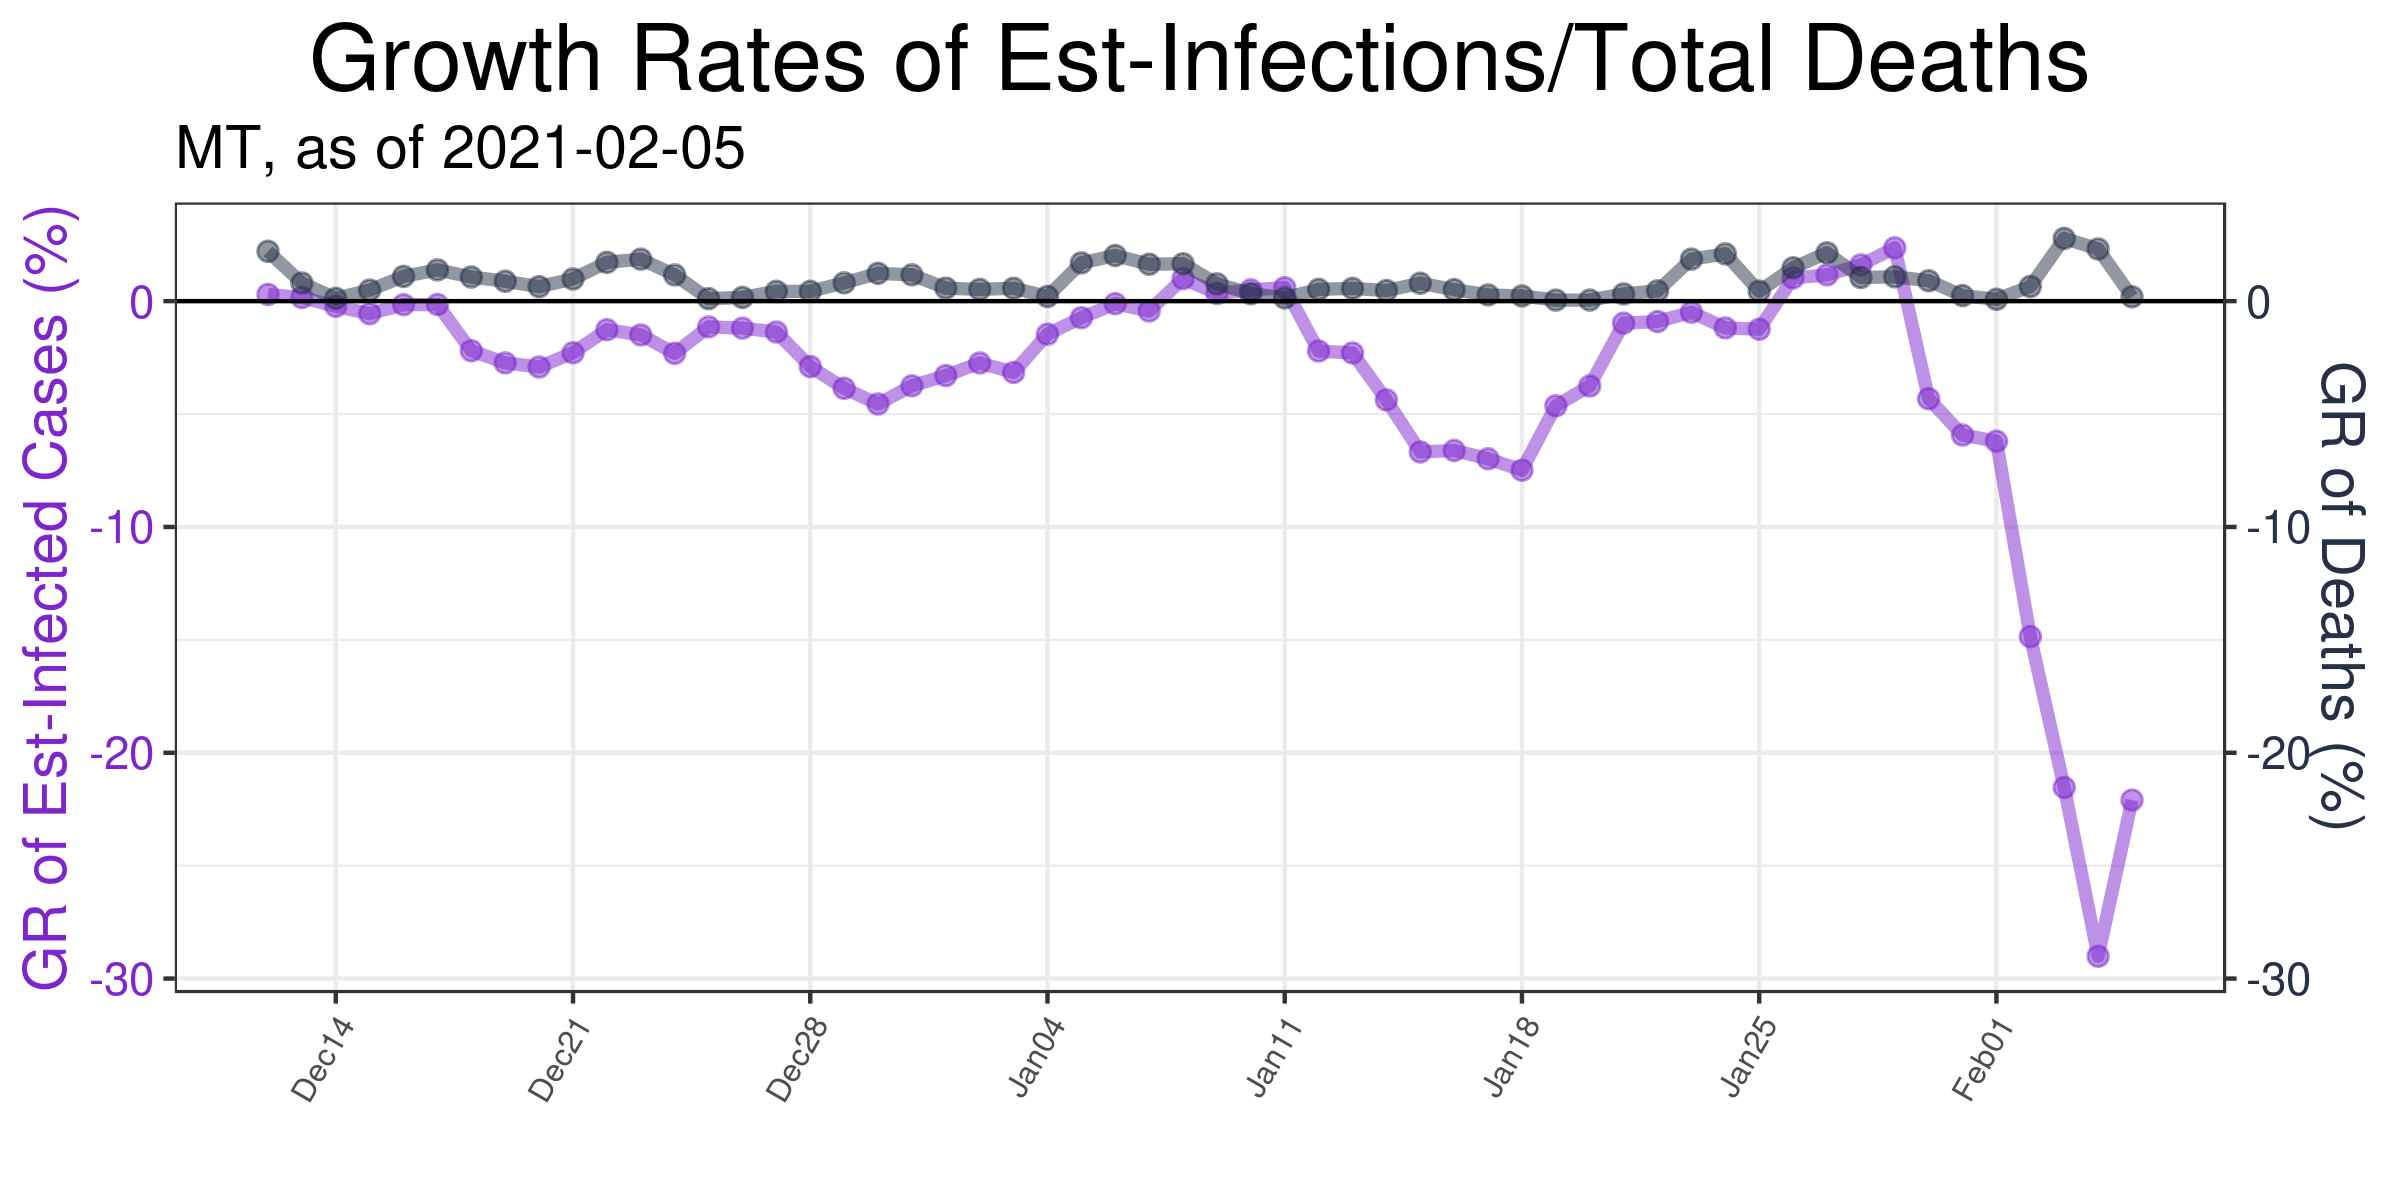 Growth Rates of Est-Infections/Total Deaths
MT, as of 2021-02-05
GR of Est-Infected Cases (%)
0
-10
-20
-30
0
-10
-20
-30
GR of Deaths (%)
Dec14
Dec21
Dec28
Jan04
Jan11
Jan18
Jan25
Feb01